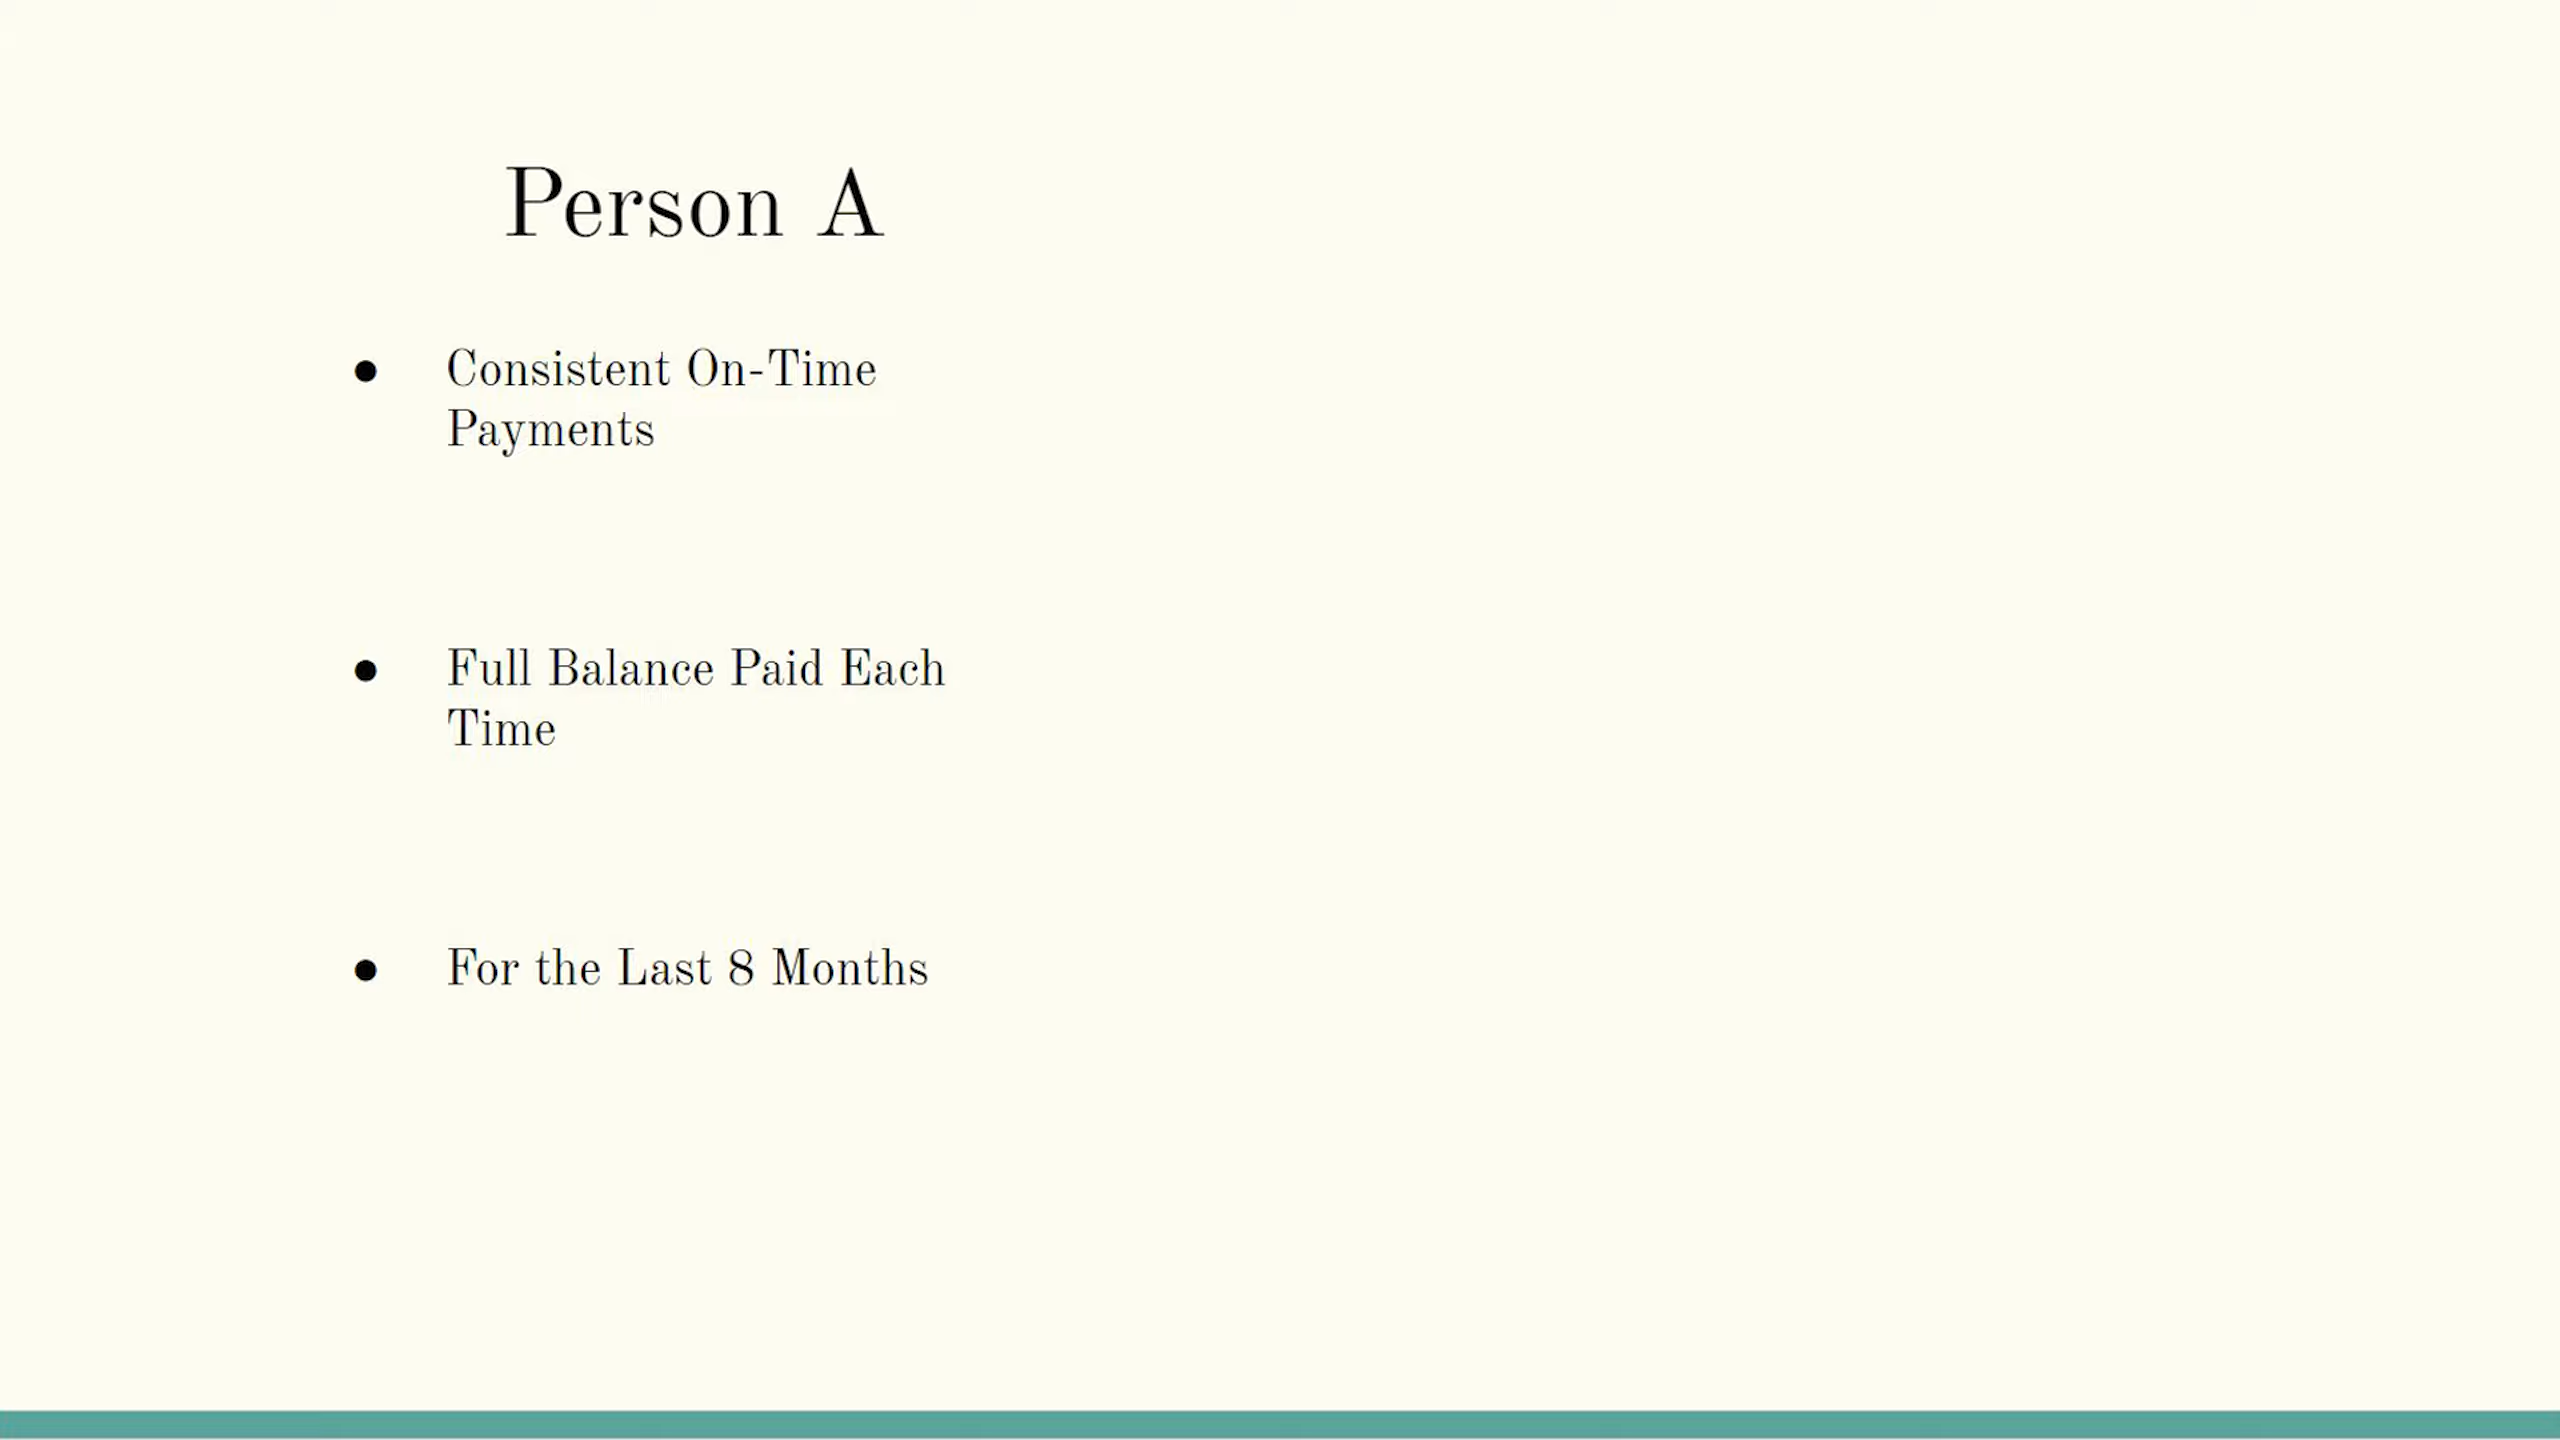 Person A
● Consistent On-Time
Payments
● Full Balance Paid Each
Time
● For the Last 8 Months